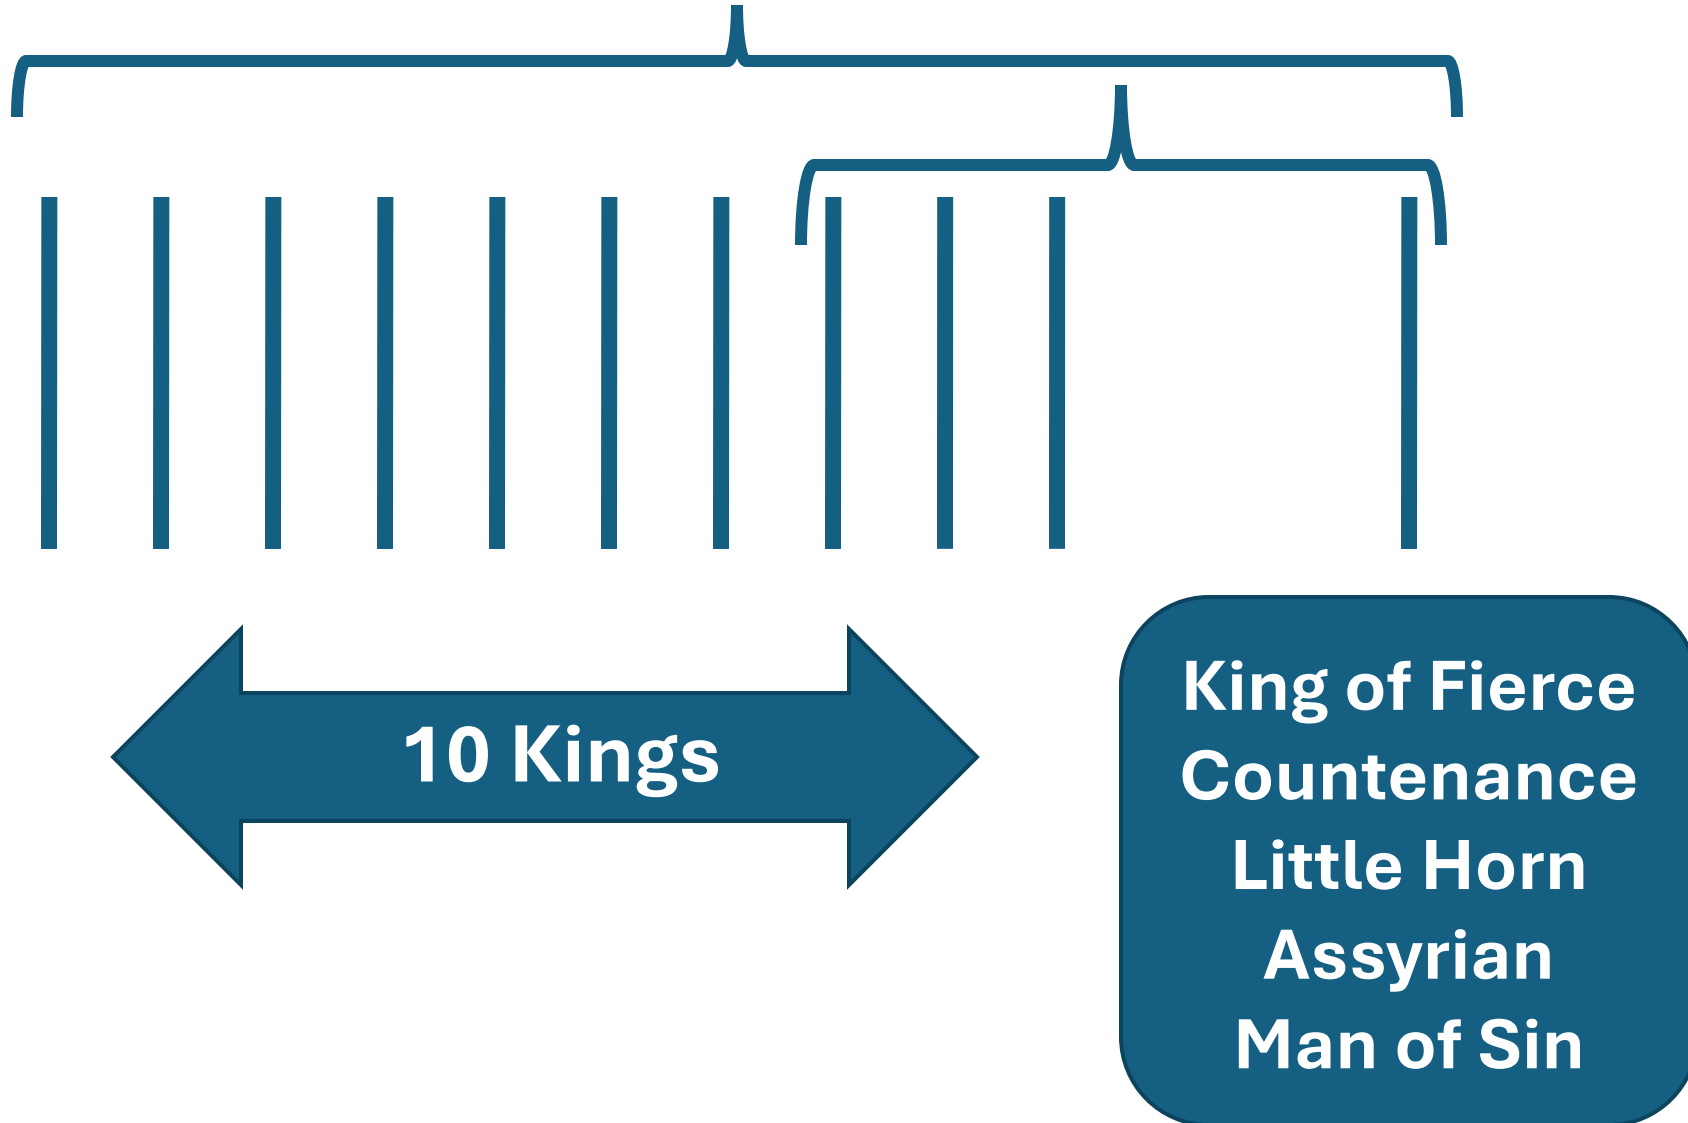 10 Kings
King of Fierce
Countenance
Little Horn
Assyrian
Man of Sin